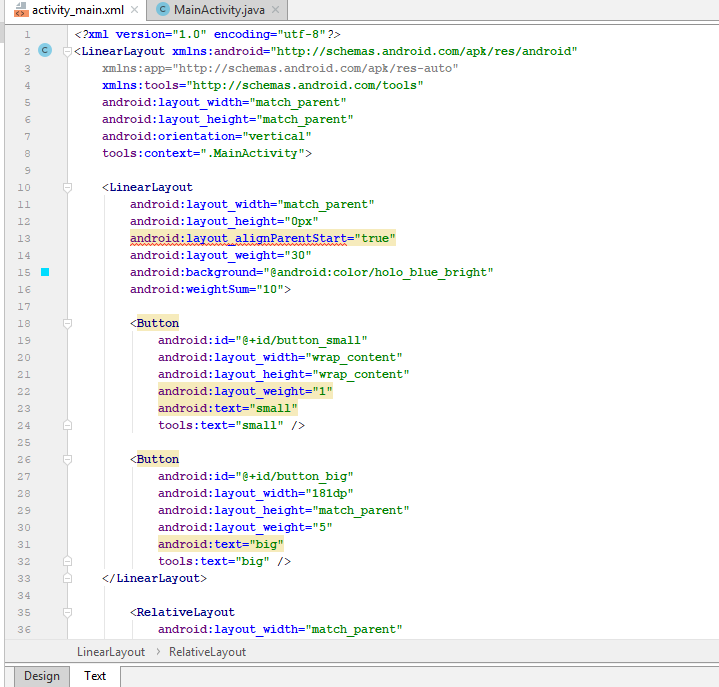 activity_main.xml MainActivity.java
1 <?xml version="1.0" encoding="utf-8"?>
2 C <LinearLayout xmlns:android="http://schemas.android.com/apk/res/android"
3 xmlns:app="http://schemas.android.com/apk/res-auto"
4 xmlns:tools="http://schemas.android.com/tools"
5 android:layout_width="match_parent"
6 android:layout_height="match_parent"
7 android:orientation="vertical"
8 tools:context=".MainActivity">
9
10 <LinearLayout
11 android:layout_width="match_parent"
12 android:layout_height="0px"
13 android:layout_alignParentStart="true"
14 android:layout_weight="30"
15 android:background="@android:color/holo_blue_bright"
16 android:weightSum="10">
17
18 <Button
19 android:id="@+id/button_small"
20 android:layout_width="wrap_content"
21 android:layout_height="wrap_content"
22 android:layout_weight="1"
23 android:text="small"
24 tools:text="small" />
25
26 <Button
27 android:id="@+id/button_big"
28 android:layout_width="181dp"
29 android:layout_height="match_parent"
30 android:layout_weight="5"
31 android:text="big"
32 tools:text="big" />
33 </LinearLayout>
34
35 <RelativeLayout
36 android:layout_width="match_parent"
LinearLayout › RelativeLayout
Design Text